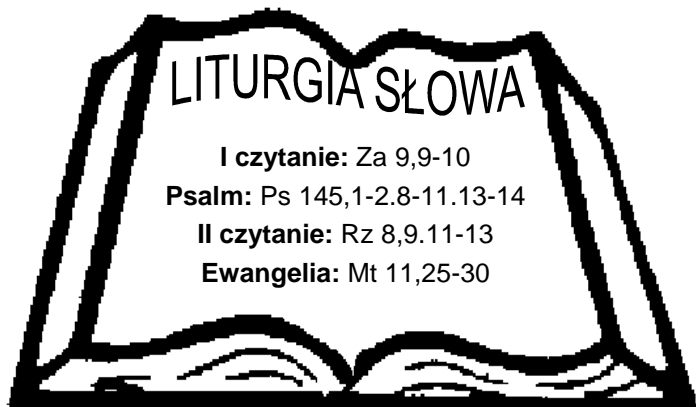 LITURGIA SŁOWA
I czytanie: Za 9,9-10
Psalm: Ps 145,1-2.8-11.13-14
II czytanie: Rz 8,9.11-13
Ewangelia: Mt 11,25-30